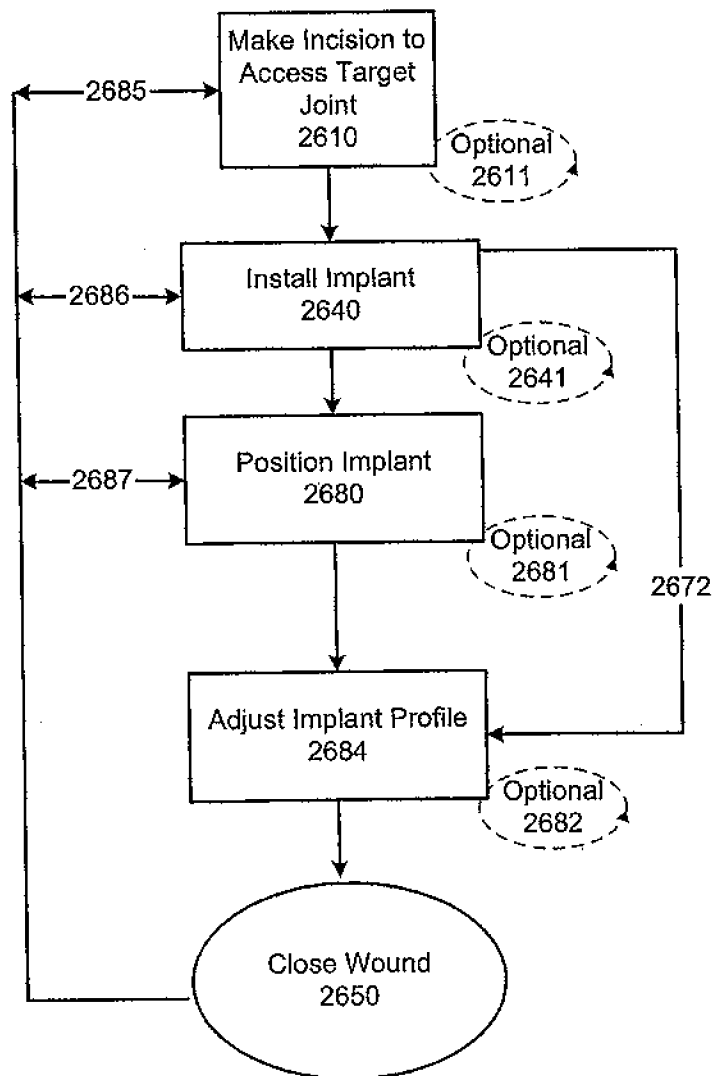 Make Incision to
Access Target
Joint
2610
2685
Optional
2611
Install Implant
2640
2686
Optional
2641
Position Implant
2680
2687
Optional
2681
2672
Adjust Implant Profile
2684
Optional
2682
Close Wound
2650